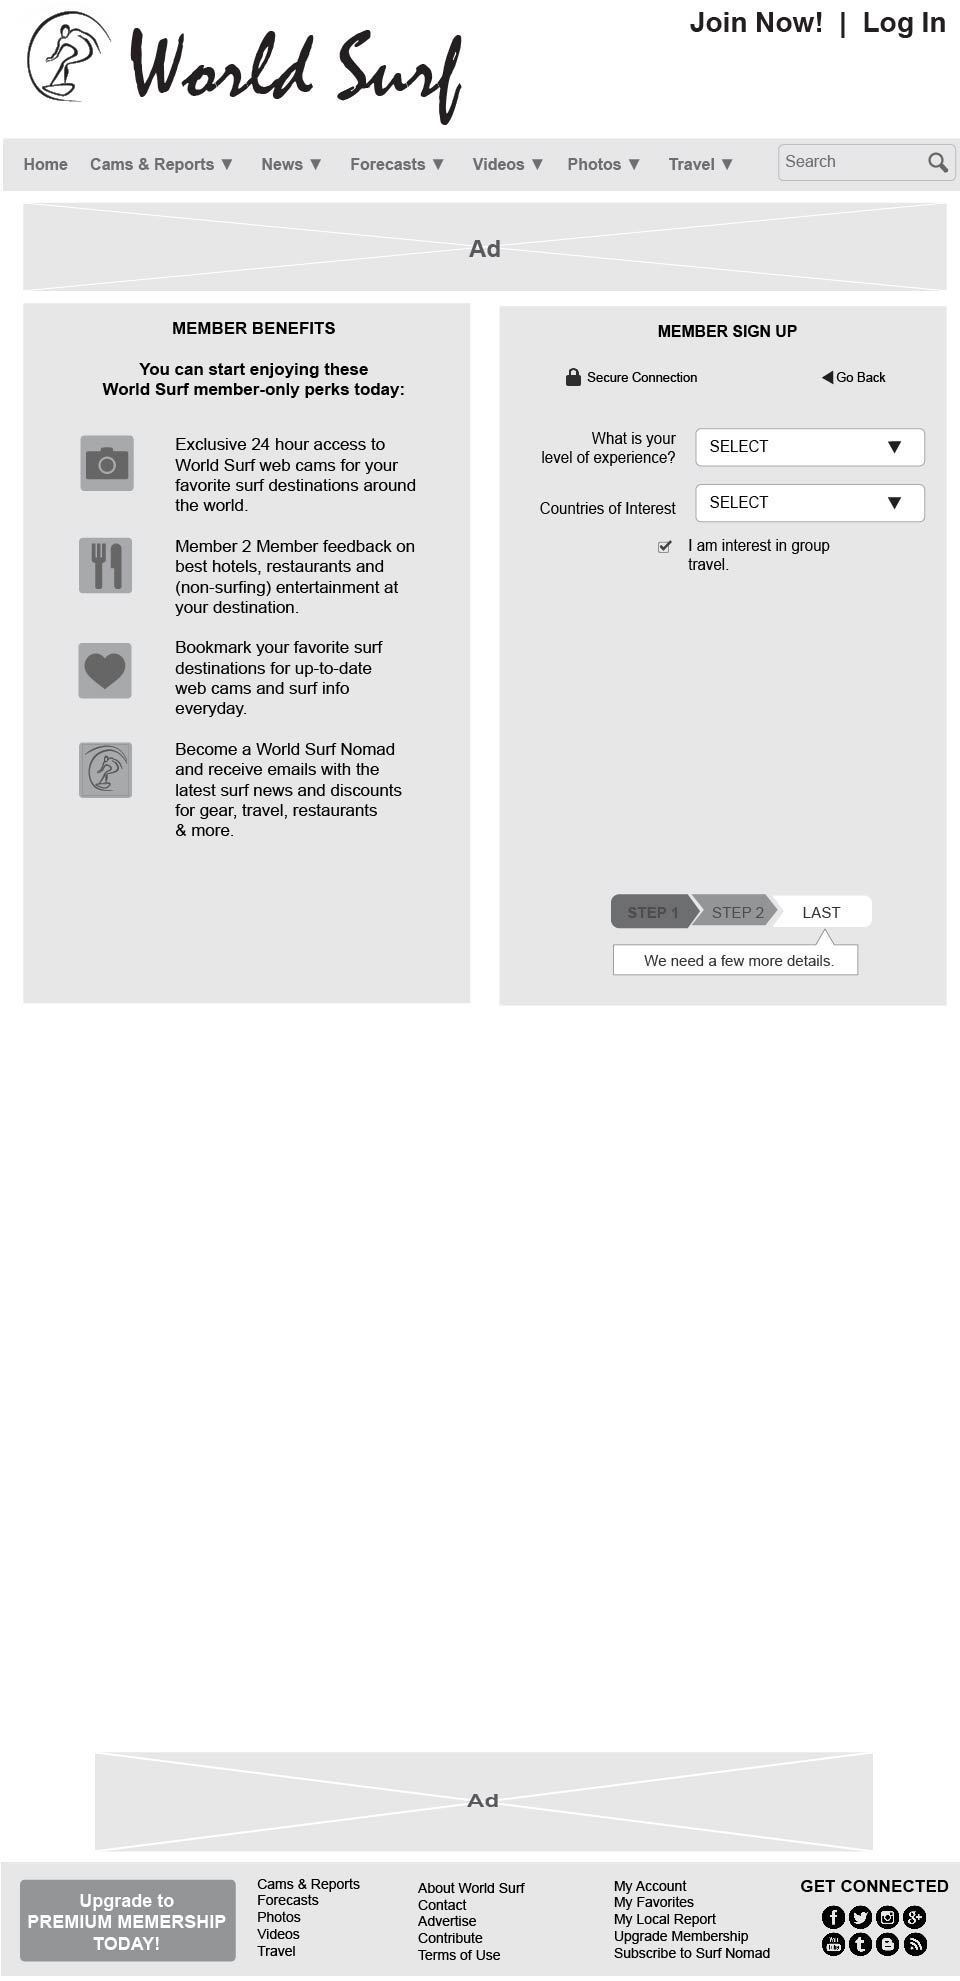 World Surf
Join Now! | Log In
Home Cams & Reports ▼ News ▼ Forecasts ▼ Videos ▼ Photos ▼ Travel ▼ Search
Ad
MEMBER BENEFITS
You can start enjoying these
World Surf member-only perks today:
Exclusive 24 hour access to
World Surf web cams for your
favorite surf destinations around
the world.
Member 2 Member feedback on
best hotels, restaurants and
(non-surfing) entertainment at
your destination.
Bookmark your favorite surf
destinations for up-to-date
web cams and surf info
everyday.
Become a World Surf Nomad
and receive emails with the
latest surf news and discounts
for gear, travel, restaurants
& more.
MEMBER SIGN UP
Secure Connection
Go Back
What is your
level of experience?
SELECT
Countries of Interest
SELECT
I am interest in group
travel.
STEP 1 STEP 2 LAST
We need a few more details.
Ad
Upgrade to
PREMIUM MEMERSHIP
TODAY!
Cams & Reports
Forecasts
Photos
Videos
Travel
About World Surf
Contact
Advertise
Contribute
Terms of Use
My Account
My Favorites
My Local Report
Upgrade Membership
Subscribe to Surf Nomad
GET CONNECTED
You
Tube